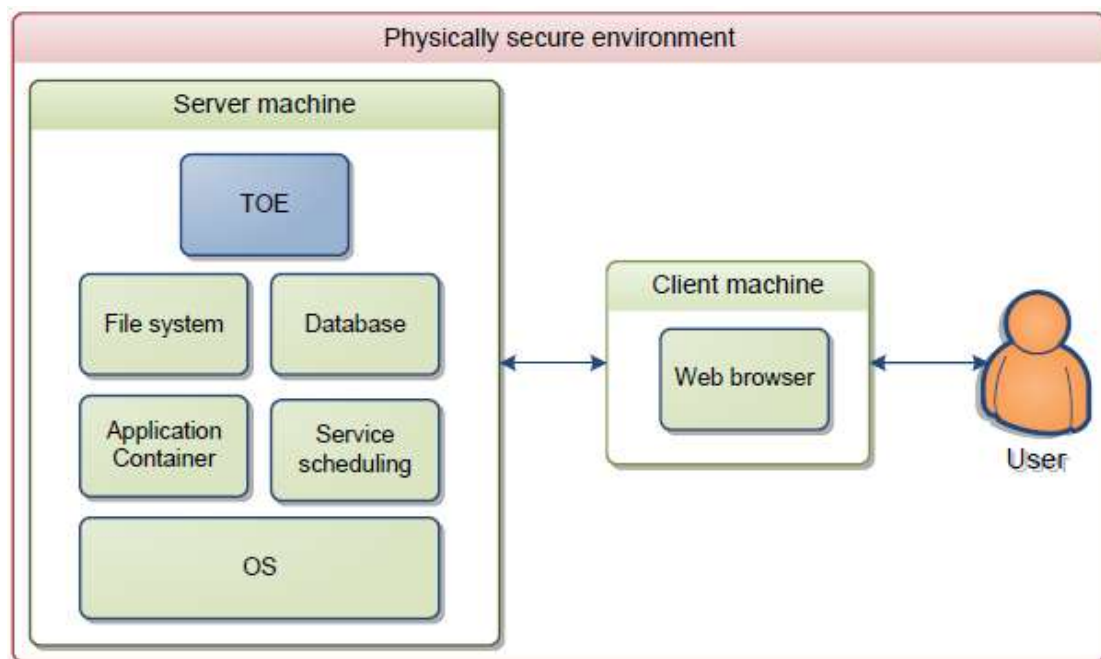 Physically secure environment
Server machine
TOE
File system
Database
Application
Container
Service
scheduling
OS
Client machine
Web browser
User